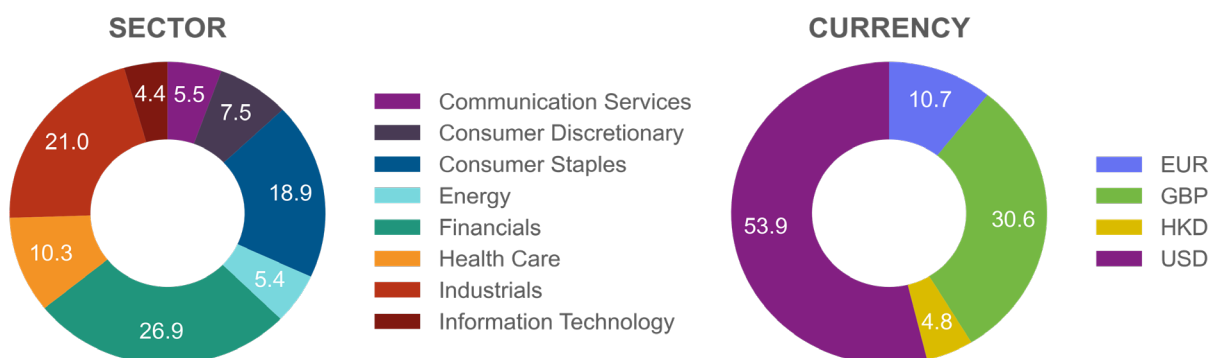 SECTOR
4.4
5.5
7.5
21.0
18.9
10.3
5.4
26.9
Communication Services
Consumer Discretionary
Consumer Staples
Energy
Financials
Health Care
Industrials
Information Technology
CURRENCY
10.7
53.9
30.6
4.8
EUR
GBP
HKD
USD